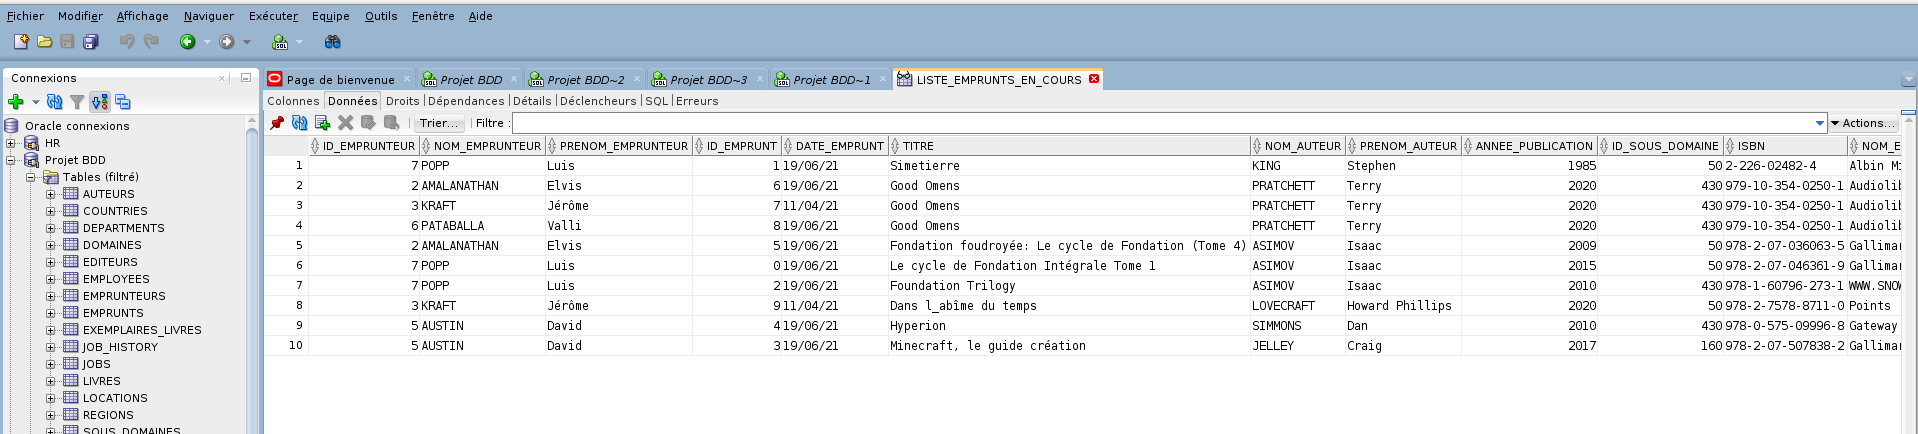 Fichier Modifier Affichage Naviguer Exécuter Equipe Outils Fenêtre Aide
Connexions
Oracle connexions
HR
Projet BDD
Tables (filtré)
AUTEURS
COUNTRIES
DEPARTMENTS
DOMAINES
EDITEURS
EMPLOYEES
EMPRUNTEURS
EMPRUNTS
EXEMPLAIRES_LIVRES
JOB_HISTORY
JOBS
LIVRES
LOCATIONS
REGIONS
SOUS_DOMAINES
Page de bienvenue Projet BDD Projet BDD~2 Projet BDD~3 Projet BDD~1 LISTE_EMPRUNTS_EN_COURS
Colonnes Données Droits Dépendances Détails Déclencheurs SQL Erreurs
Trier... Filtre : Actions...
ID_EMPRUNTEUR NOM_EMPRUNTEUR PRENOM_EMPRUNTEUR ID_EMPRUNT DATE_EMPRUNT TITRE NOM_AUTEUR PRENOM_AUTEUR ANNEE_PUBLICATION ID_SOUS_DOMAINE ISBN NOM_E
1 7 POPP Luis 1 19/06/21 Simetierre KING Stephen 1985 50 2-226-02482-4 Albin Mi
2 2 AMALANATHAN Elvis 6 19/06/21 Good Omens PRATCHETT Terry 2020 430 979-10-354-0250-1 Audiolib
3 3 KRAFT Jérôme 7 11/04/21 Good Omens PRATCHETT Terry 2020 430 979-10-354-0250-1 Audiolib
4 6 PATABALLA Valli 8 19/06/21 Good Omens PRATCHETT Terry 2020 430 979-10-354-0250-1 Audiolib
5 2 AMALANATHAN Elvis 5 19/06/21 Fondation foudroyée: Le cycle de Fondation (Tome 4) ASIMOV Isaac 2009 50 978-2-07-036063-5 Gallimar
6 7 POPP Luis 0 19/06/21 Le cycle de Fondation Intégrale Tome 1 ASIMOV Isaac 2015 50 978-2-07-046361-9 Gallimar
7 7 POPP Luis 2 19/06/21 Foundation Trilogy ASIMOV Isaac 2010 430 978-1-60796-273-1 WWW.SNOW
8 3 KRAFT Jérôme 9 11/04/21 Dans l_abîme du temps LOVECRAFT Howard Phillips 2020 50 978-2-7578-8711-0 Points
9 5 AUSTIN David 4 19/06/21 Hyperion SIMMONS Dan 2010 430 978-0-575-09996-8 Gateway
10 5 AUSTIN David 3 19/06/21 Minecraft, le guide création JELLEY Craig 2017 160 978-2-07-507838-2 Gallimar